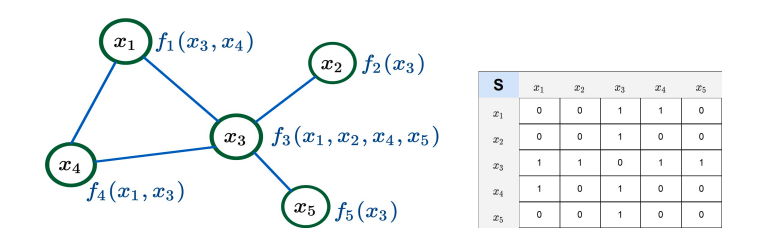 x₁ f₁(x₃, x₄)
x₂ f₂(x₃)
x₃ f₃(x₁, x₂, x₄, x₅)
x₄
f₄(x₁, x₃)
x₅ f₅(x₃)
S x₁ x₂ x₃ x₄ x₅
x₁ 0 0 1 1 0
x₂ 0 0 1 0 0
x₃ 1 1 0 1 1
x₄ 1 0 1 0 0
x₅ 0 0 1 0 0